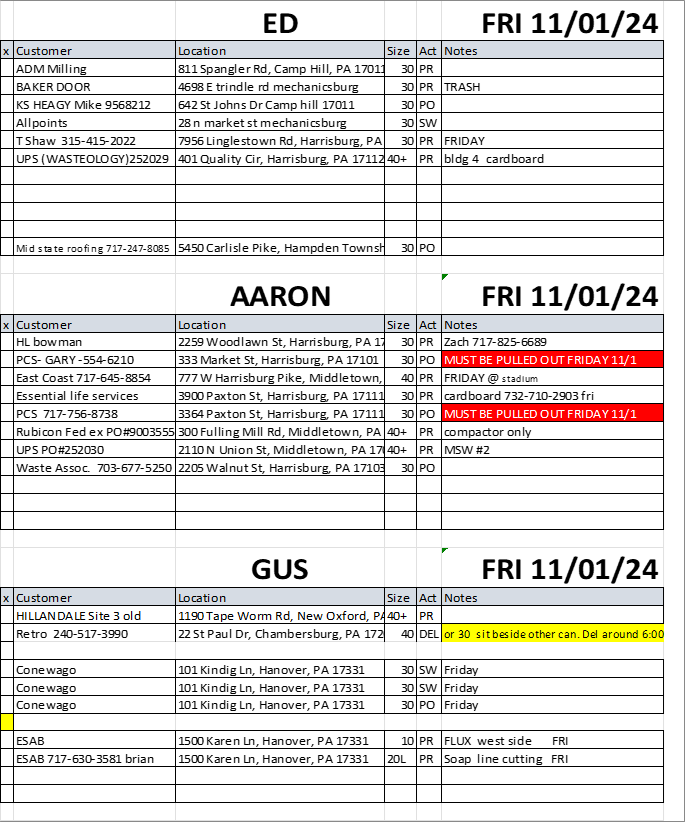 ED FRI 11/01/24
x Customer Location Size Act Notes
ADM Milling 811 Spangler Rd, Camp Hill, PA 17011 30 PR
BAKER DOOR 4698 E trindle rd mechanicsburg 30 PR TRASH
KS HEAGY Mike 9568212 642 St Johns Dr Camp hill 17011 30 PO
Allpoints 28 n market st mechanicsburg 30 SW
T Shaw 315-415-2022 7956 Linglestown Rd, Harrisburg, PA 30 PR FRIDAY
UPS (WASTEOLOGY)252029 401 Quality Cir, Harrisburg, PA 17112 40+ PR bldg 4 cardboard
Mid state roofing 717-247-8085 5450 Carlisle Pike, Hampden Townsh 30 PO
AARON FRI 11/01/24
x Customer Location Size Act Notes
HL bowman 2259 Woodlawn St, Harrisburg, PA 17 30 PR Zach 717-825-6689
PCS- GARY -554-6210 333 Market St, Harrisburg, PA 17101 30 PO MUST BE PULLED OUT FRIDAY 11/1
East Coast 717-645-8854 777 W Harrisburg Pike, Middletown, 40 PR FRIDAY @ stadium
Essential life services 3900 Paxton St, Harrisburg, PA 17111 30 PR cardboard 732-710-2903 fri
PCS 717-756-8738 3364 Paxton St, Harrisburg, PA 17111 30 PO MUST BE PULLED OUT FRIDAY 11/1
Rubicon Fed ex PO#9003555 300 Fulling Mill Rd, Middletown, PA 40+ PR compactor only
UPS PO#252030 2110 N Union St, Middletown, PA 17 40+ PR MSW #2
Waste Assoc. 703-677-5250 2205 Walnut St, Harrisburg, PA 17103 30 PO
GUS FRI 11/01/24
x Customer Location Size Act Notes
HILLANDALE Site 3 old 1190 Tape Worm Rd, New Oxford, PA 40+ PR
Retro 240-517-3990 22 St Paul Dr, Chambersburg, PA 172 40 DEL or 30 sit beside other can. Del around 6:00
Conewago 101 Kindig Ln, Hanover, PA 17331 30 SW Friday
Conewago 101 Kindig Ln, Hanover, PA 17331 30 SW Friday
Conewago 101 Kindig Ln, Hanover, PA 17331 30 PO Friday
ESAB 1500 Karen Ln, Hanover, PA 17331 10 PR FLUX west side FRI
ESAB 717-630-3581 brian 1500 Karen Ln, Hanover, PA 17331 20L PR Soap line cutting FRI